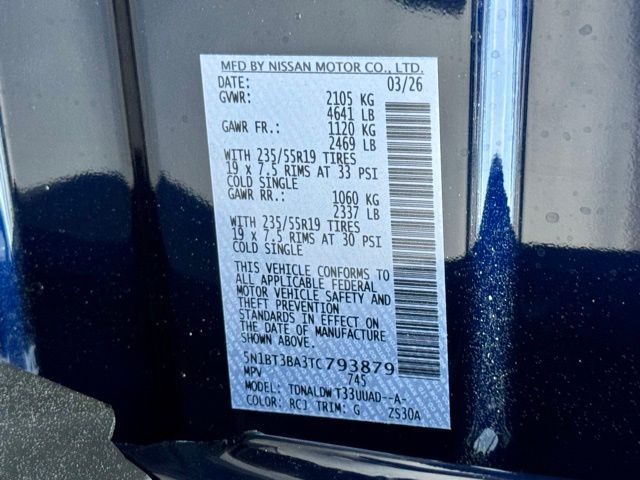 MFD BY NISSAN MOTOR CO., LTD.
DATE: 03/26
GVWR: 2105 KG
4641 LB
GAWR FR.: 1120 KG
2469 LB
WITH 235/55R19 TIRES
19 x 7.5 RIMS AT 33 PSI
COLD SINGLE
GAWR RR.: 1060 KG
2337 LB
WITH 235/55R19 TIRES
19 x 7.5 RIMS AT 30 PSI
COLD SINGLE
THIS VEHICLE CONFORMS TO
ALL APPLICABLE FEDERAL
MOTOR VEHICLE SAFETY AND
THEFT PREVENTION
STANDARDS IN EFFECT ON
THE DATE OF MANUFACTURE
SHOWN ABOVE.
5N1BT3BA3TC793879
MPV 745
MODEL: TDNALDW T33UUAD--A-
COLOR: RCJ TRIM: G ZS30A